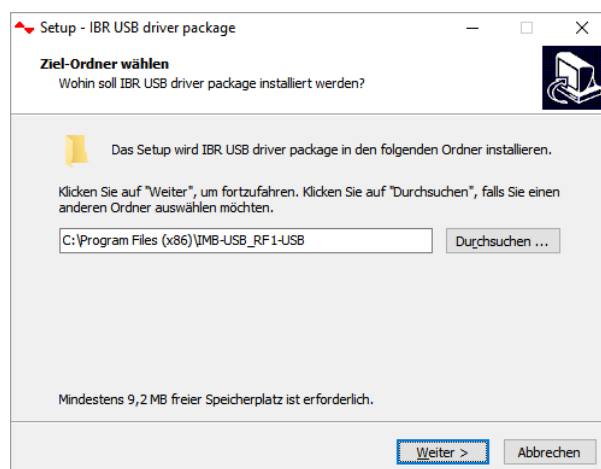 Setup - IBR USB driver package
Ziel-Ordner wählen
Wohin soll IBR USB driver package installiert werden?
Das Setup wird IBR USB driver package in den folgenden Ordner installieren.
Klicken Sie auf "Weiter", um fortzufahren. Klicken Sie auf "Durchsuchen", falls Sie einen
anderen Ordner auswählen möchten.
C:\Program Files (x86)\IMB-USB_RF1-USB
Durchsuchen ...
Mindestens 9,2 MB freier Speicherplatz ist erforderlich.
Weiter >
Abbrechen